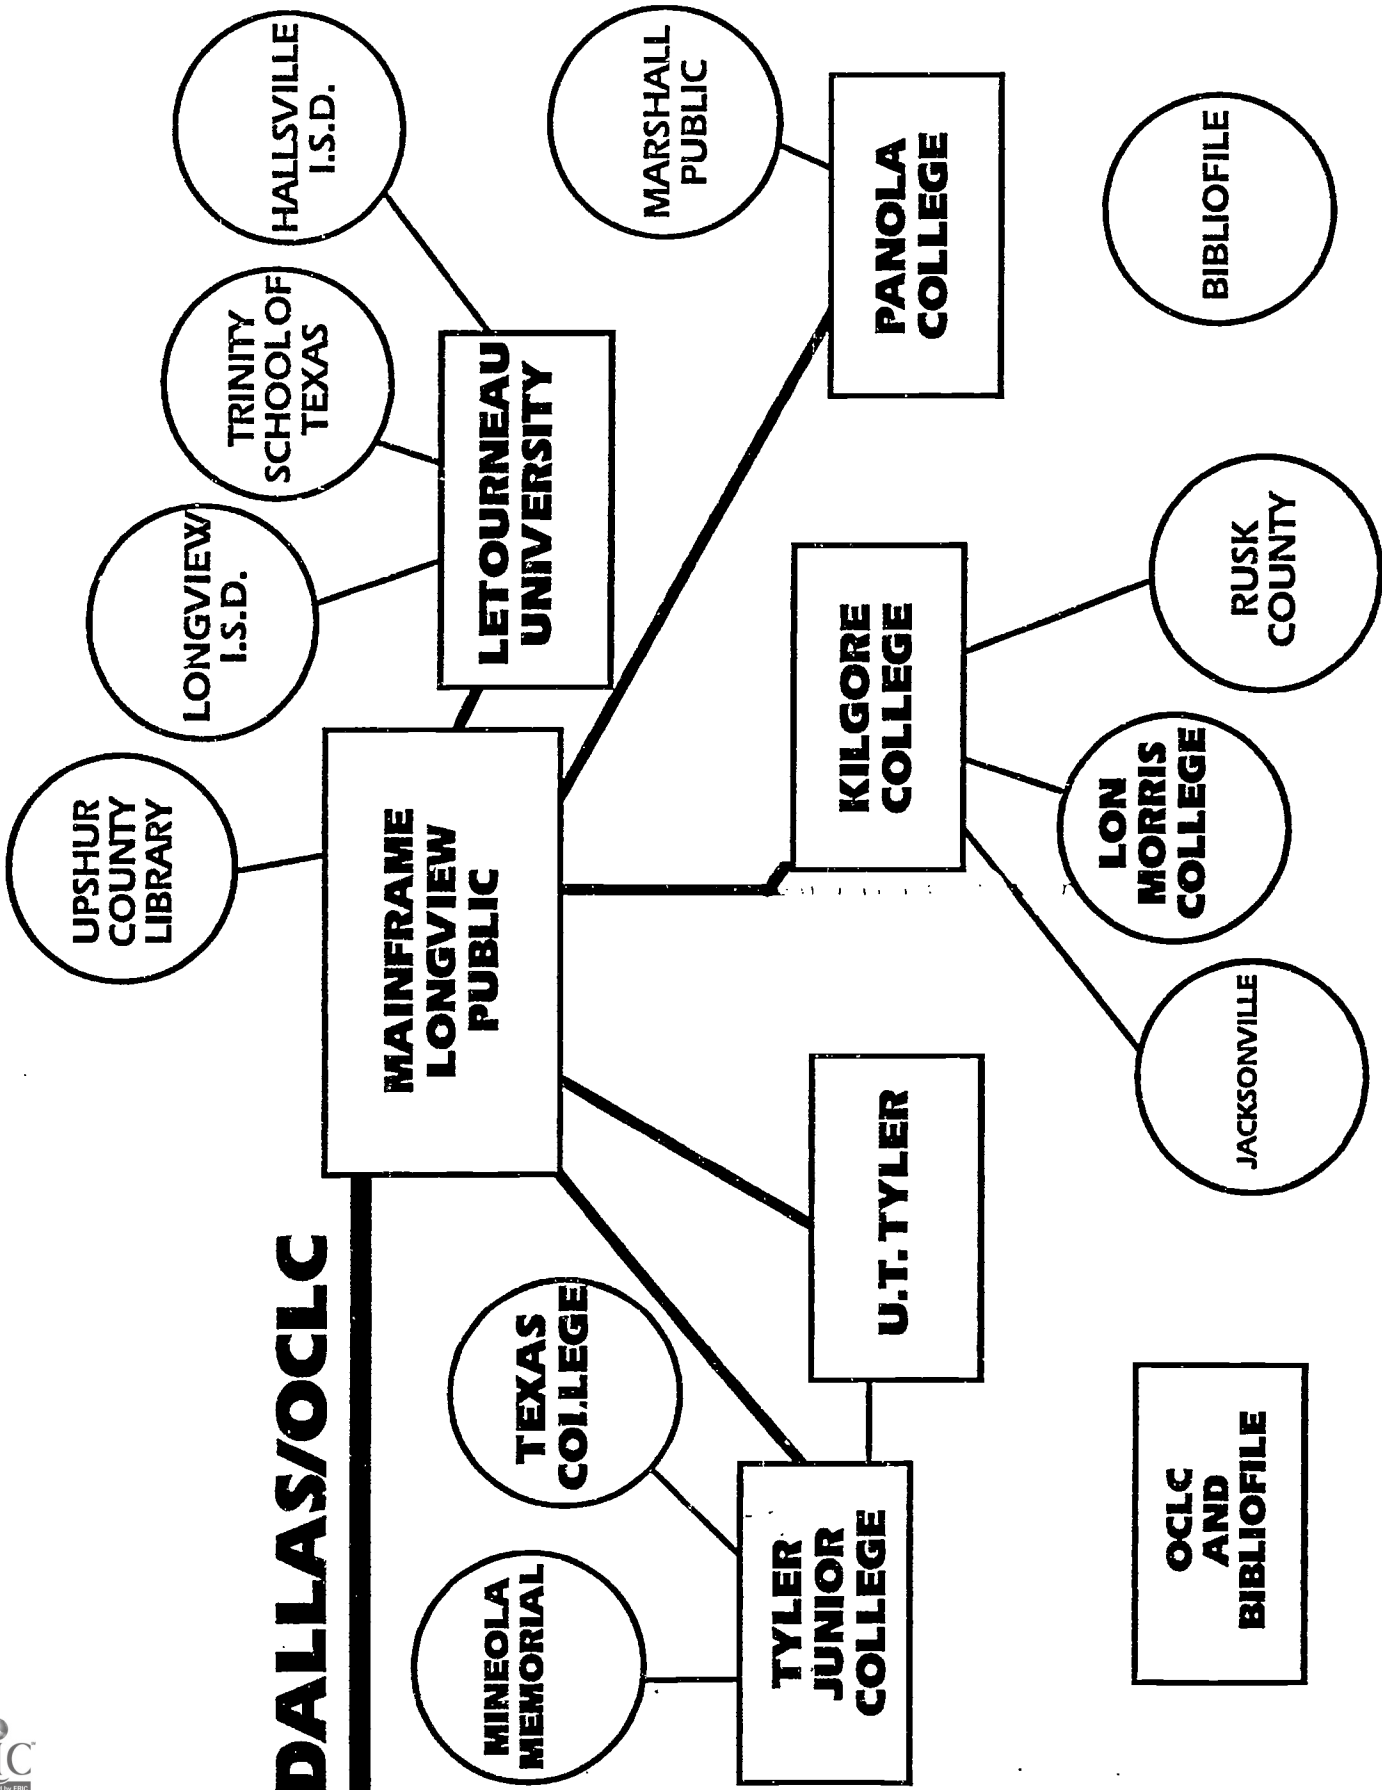 DALLAS/OCLC
UPSHUR
COUNTY
LIBRARY
LONGVIEW
I.S.D.
TRINITY
SCHOOL OF
TEXAS
HALLSVILLE
I.S.D.
MAINFRAME
LONGVIEW
PUBLIC
LETOURNEAU
UNIVERSITY
MARSHALL
PUBLIC
MINEOLA
MEMORIAL
TEXAS
COLLEGE
TYLER
JUNIOR
COLLEGE
U.T. TYLER
KILGORE
COLLEGE
PANOLA
COLLEGE
JACKSONVILLE
LON
MORRIS
COLLEGE
RUSK
COUNTY
OCLC
AND
BIBLIOFILE
BIBLIOFILE